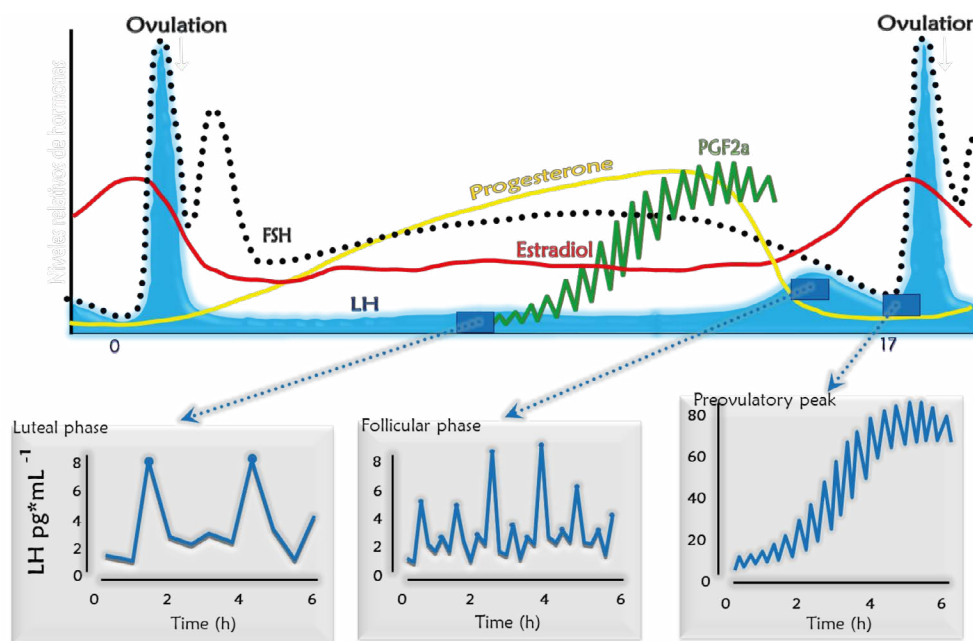 Ovulation
Ovulation
Niveles relativos de hormonas
PGF2a
Progesterone
FSH
Estradiol
LH
0
17
Luteal phase
LH pg*mL⁻¹
8
6
4
2
0
0 2 4 6
Time (h)
Follicular phase
8
6
4
2
0
0 2 4 6
Time (h)
Preovulatory peak
80
60
40
20
0
0 2 4 6
Time (h)